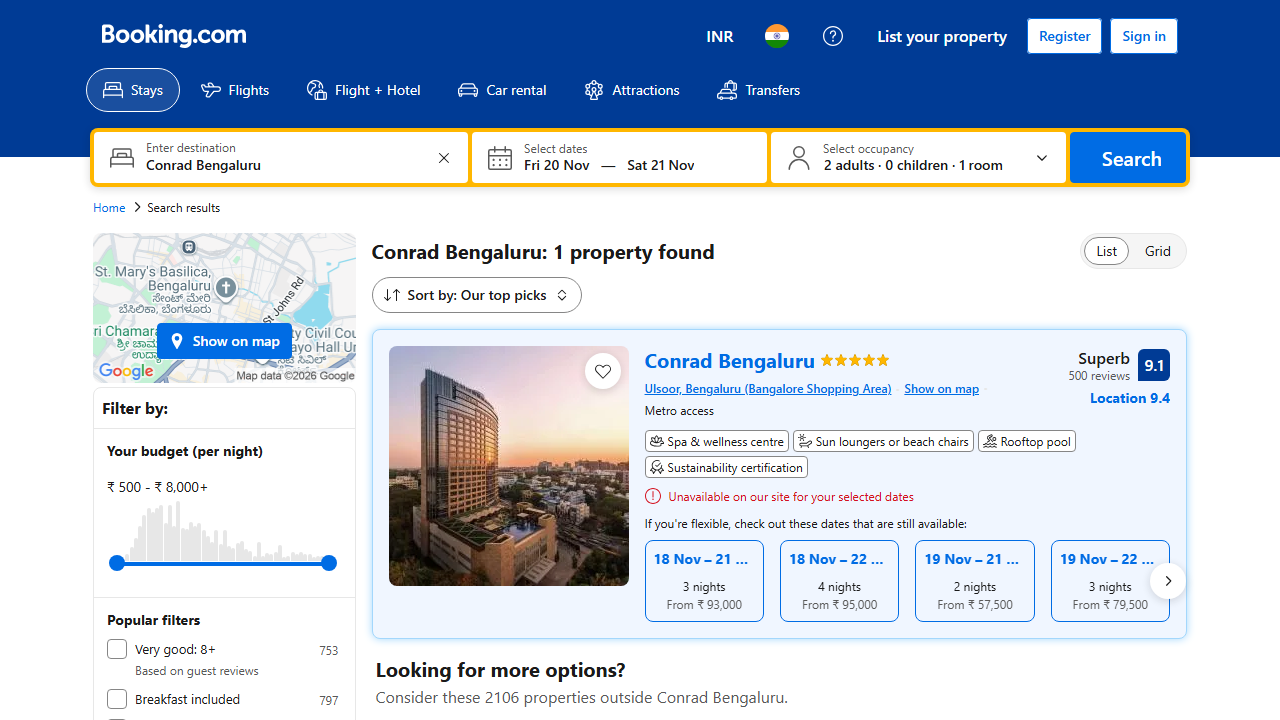 Booking.com
INR
List your property
Register
Sign in
Stays
Flights
Flight + Hotel
Car rental
Attractions
Transfers
Enter destination
Conrad Bengaluru
Select dates
Fri 20 Nov — Sat 21 Nov
Select occupancy
2 adults · 0 children · 1 room
Search
Home
Search results
St. Mary's Basilica,
Bengaluru
ಸೇಂಟ್ ಮೇರಿ
ಬೆಸಿಲಿಕಾ, ಬೆಂಗಳೂರು
St Johns Rd
Show on map
Google
Map data ©2026 Google
Filter by:
Your budget (per night)
₹ 500 - ₹ 8,000+
Popular filters
Very good: 8+
753
Based on guest reviews
Breakfast included
797
Conrad Bengaluru: 1 property found
List
Grid
Sort by: Our top picks
Conrad Bengaluru
Ulsoor, Bengaluru (Bangalore Shopping Area)
Show on map
Metro access
Superb
500 reviews
9.1
Location 9.4
Spa & wellness centre
Sun loungers or beach chairs
Rooftop pool
Sustainability certification
Unavailable on our site for your selected dates
If you're flexible, check out these dates that are still available:
18 Nov – 21 ...
3 nights
From ₹ 93,000
18 Nov – 22 ...
4 nights
From ₹ 95,000
19 Nov – 21 ...
2 nights
From ₹ 57,500
19 Nov – 22 ...
3 nights
From ₹ 79,500
Looking for more options?
Consider these 2106 properties outside Conrad Bengaluru.